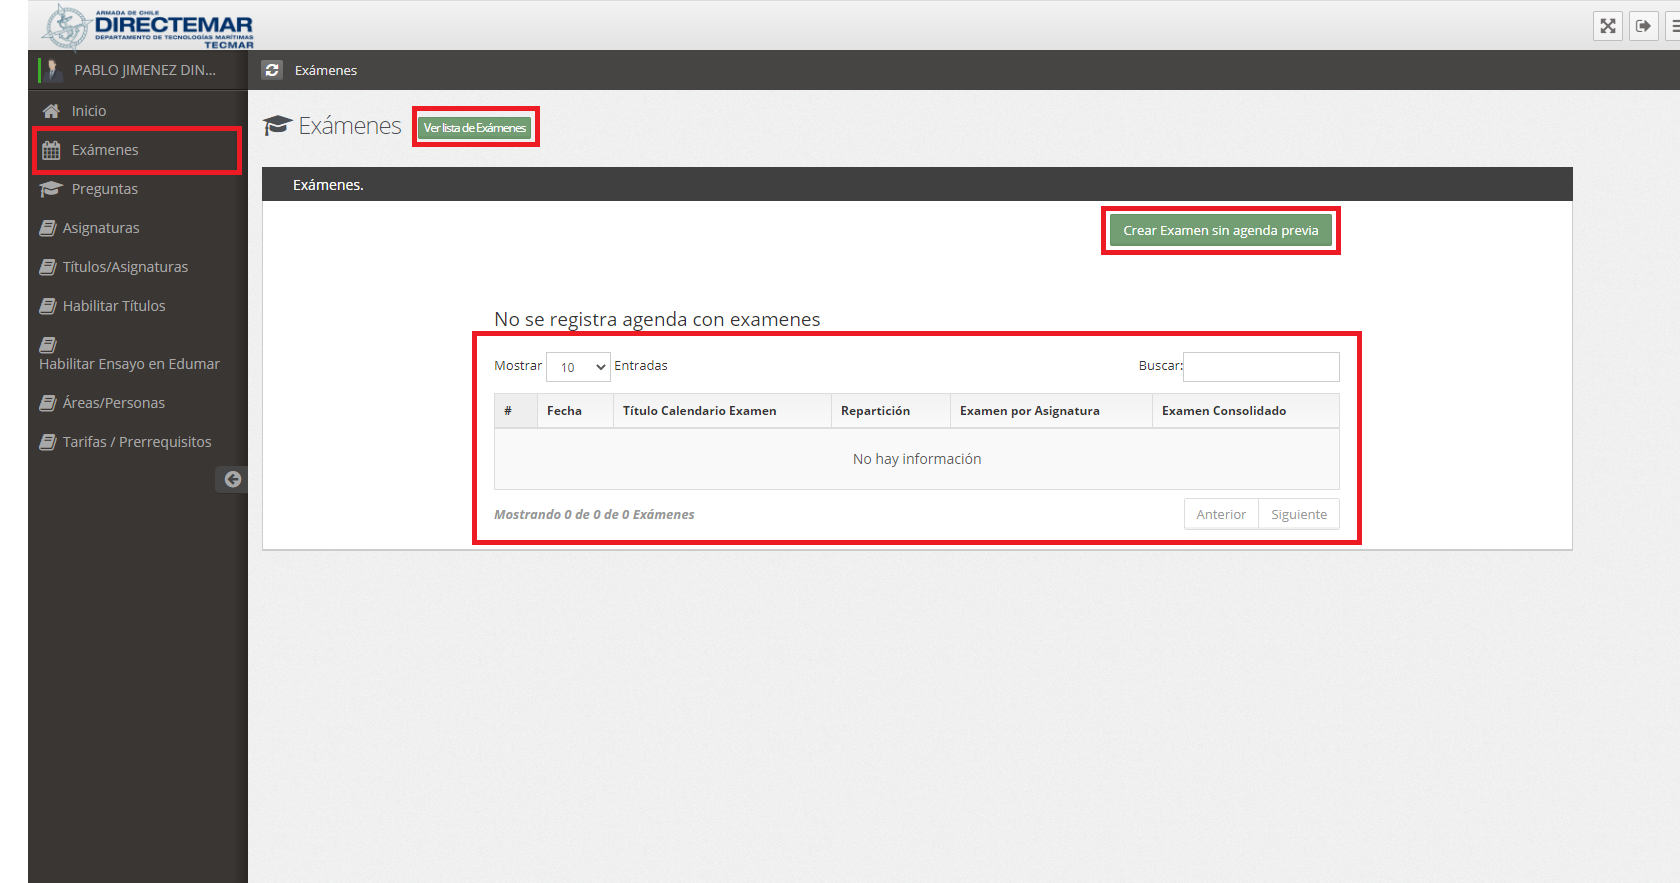 ARMADA DE CHILE
DIRECTEMAR
DEPARTAMENTO DE TECNOLOGÍAS MARÍTIMAS
TECMAR
PABLO JIMENEZ DIN...
Exámenes
Inicio
Exámenes
Preguntas
Asignaturas
Títulos/Asignaturas
Habilitar Títulos
Habilitar Ensayo en Edumar
Áreas/Personas
Tarifas / Prerrequisitos
Exámenes Ver lista de Exámenes
Exámenes.
Crear Examen sin agenda previa
No se registra agenda con examenes
Mostrar 10 Entradas Buscar:
# Fecha Título Calendario Examen Repartición Examen por Asignatura Examen Consolidado
No hay información
Mostrando 0 de 0 de 0 Exámenes Anterior Siguiente